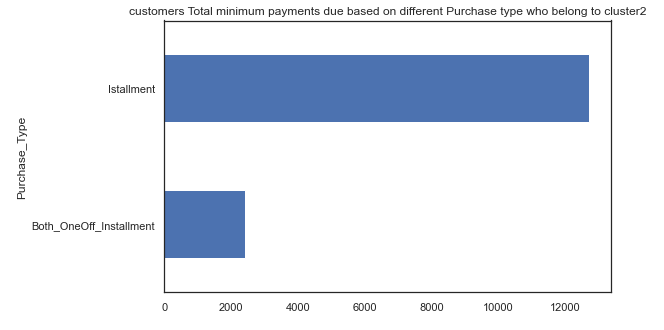 customers Total minimum payments due based on different Purchase type who belong to cluster2
Istallment
Purchase_Type
Both_OneOff_Installment
0 2000 4000 6000 8000 10000 12000